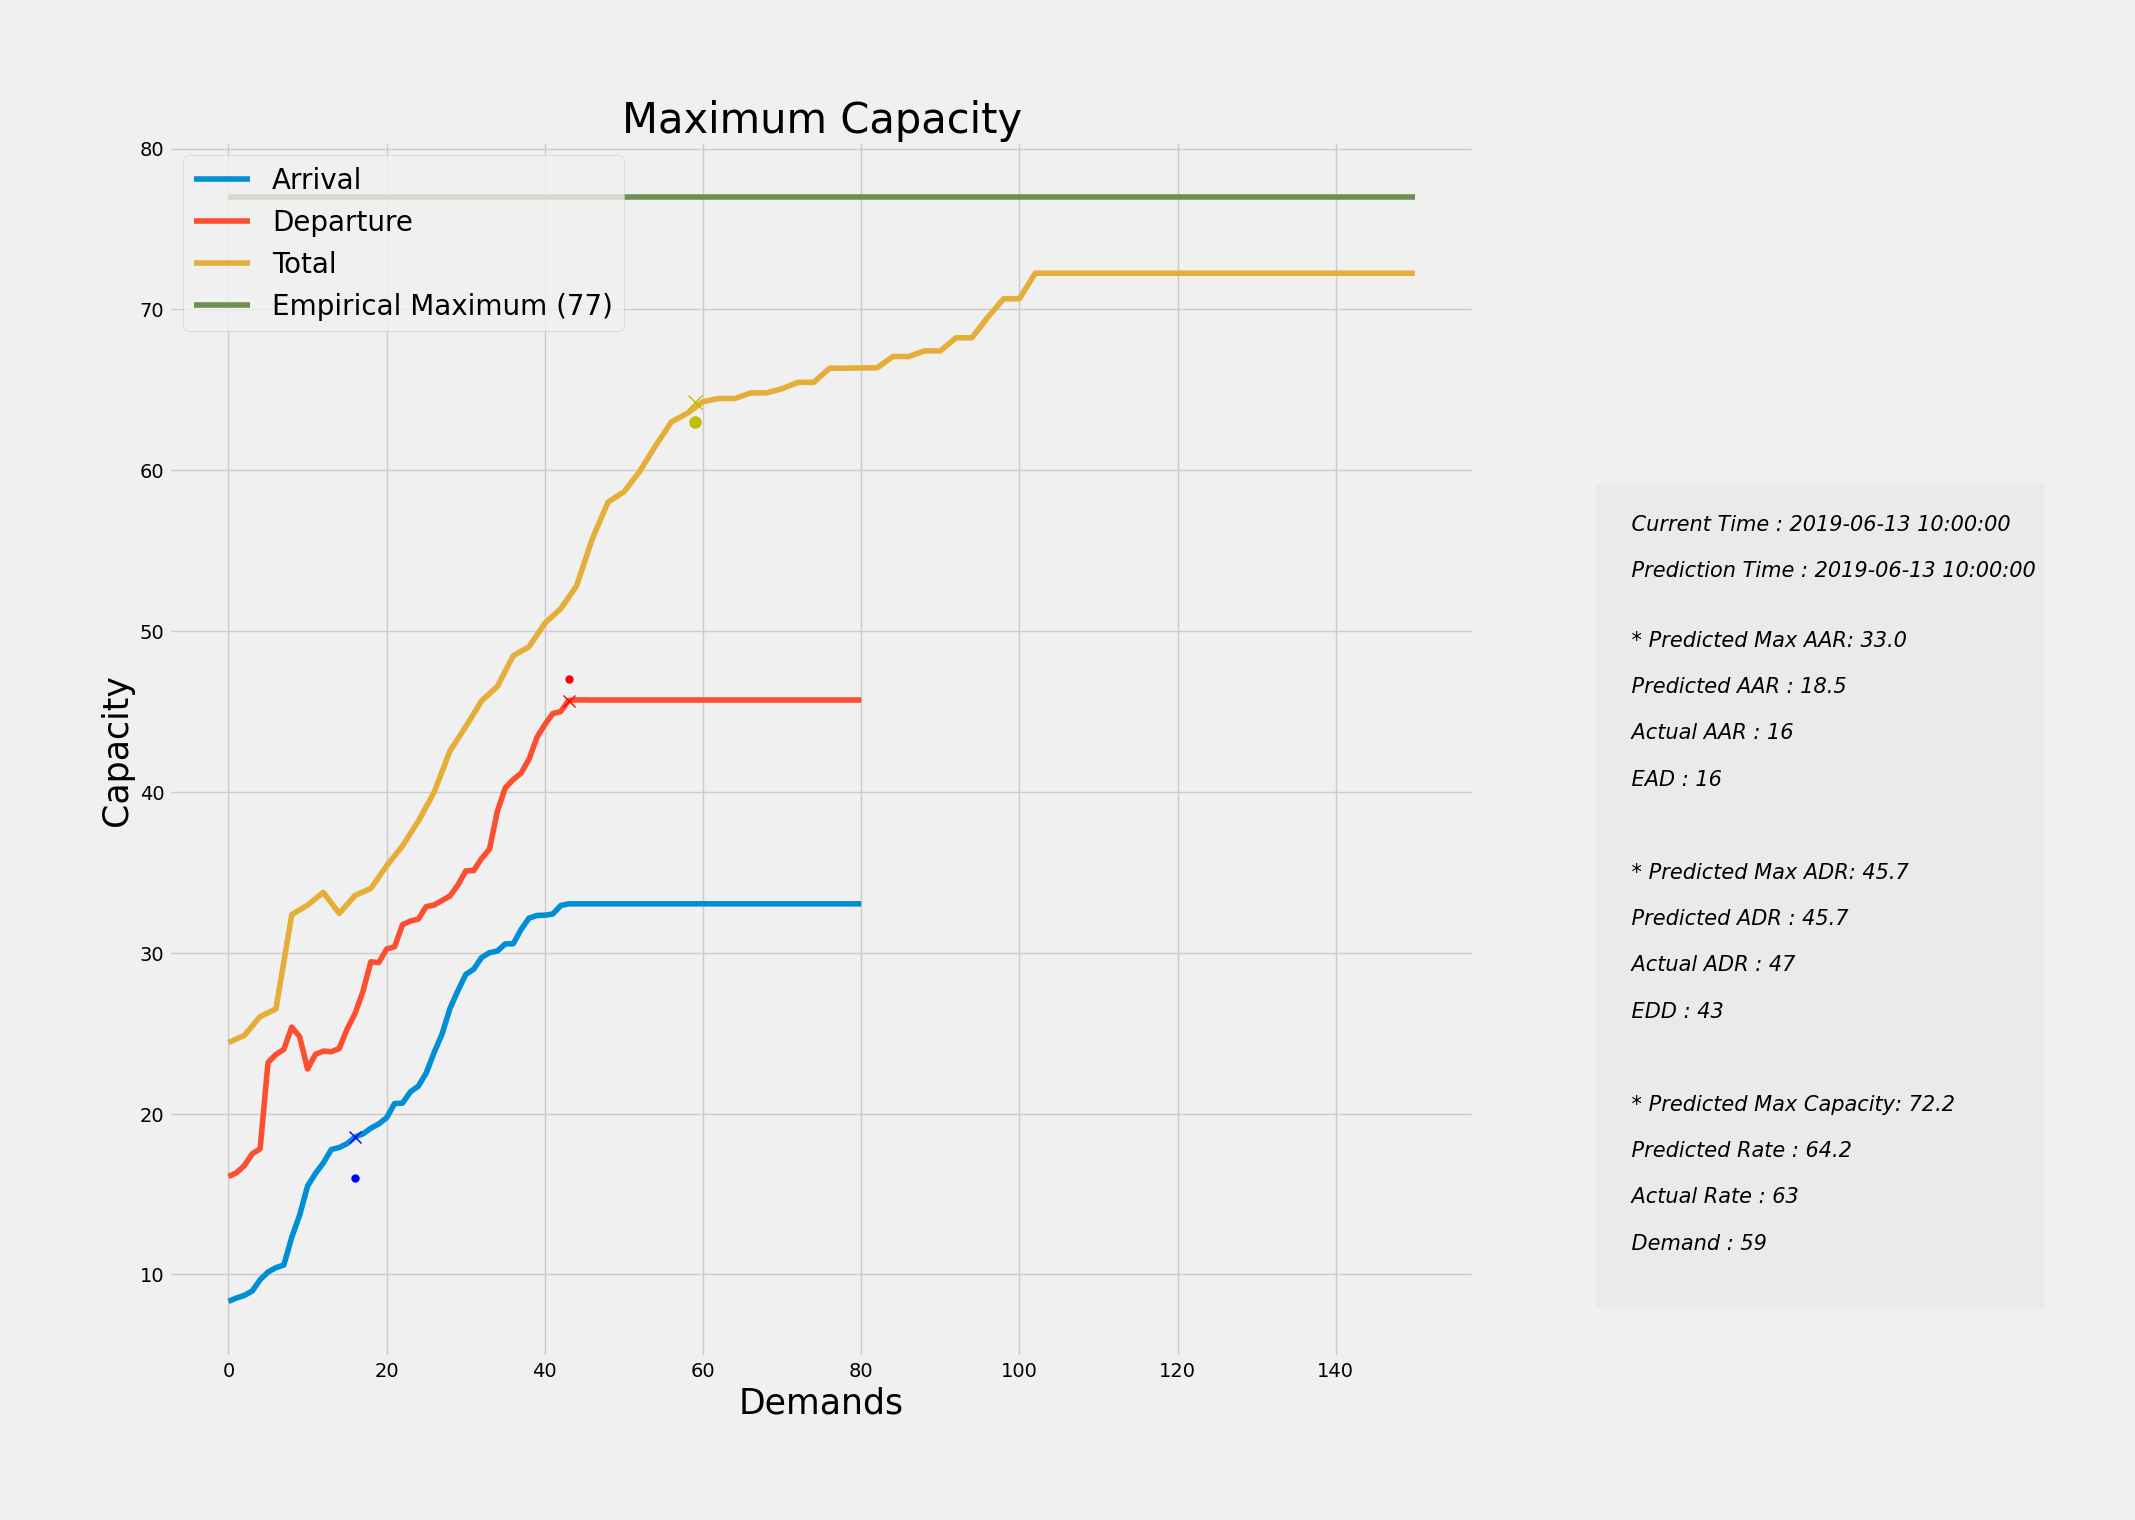 Maximum Capacity
80
70
60
50
40
30
20
10
Capacity
Arrival
Departure
Total
Empirical Maximum (77)
0 20 40 60 80 100 120 140
Demands
Current Time : 2019-06-13 10:00:00
Prediction Time : 2019-06-13 10:00:00
* Predicted Max AAR: 33.0
Predicted AAR : 18.5
Actual AAR : 16
EAD : 16
* Predicted Max ADR: 45.7
Predicted ADR : 45.7
Actual ADR : 47
EDD : 43
* Predicted Max Capacity: 72.2
Predicted Rate : 64.2
Actual Rate : 63
Demand : 59